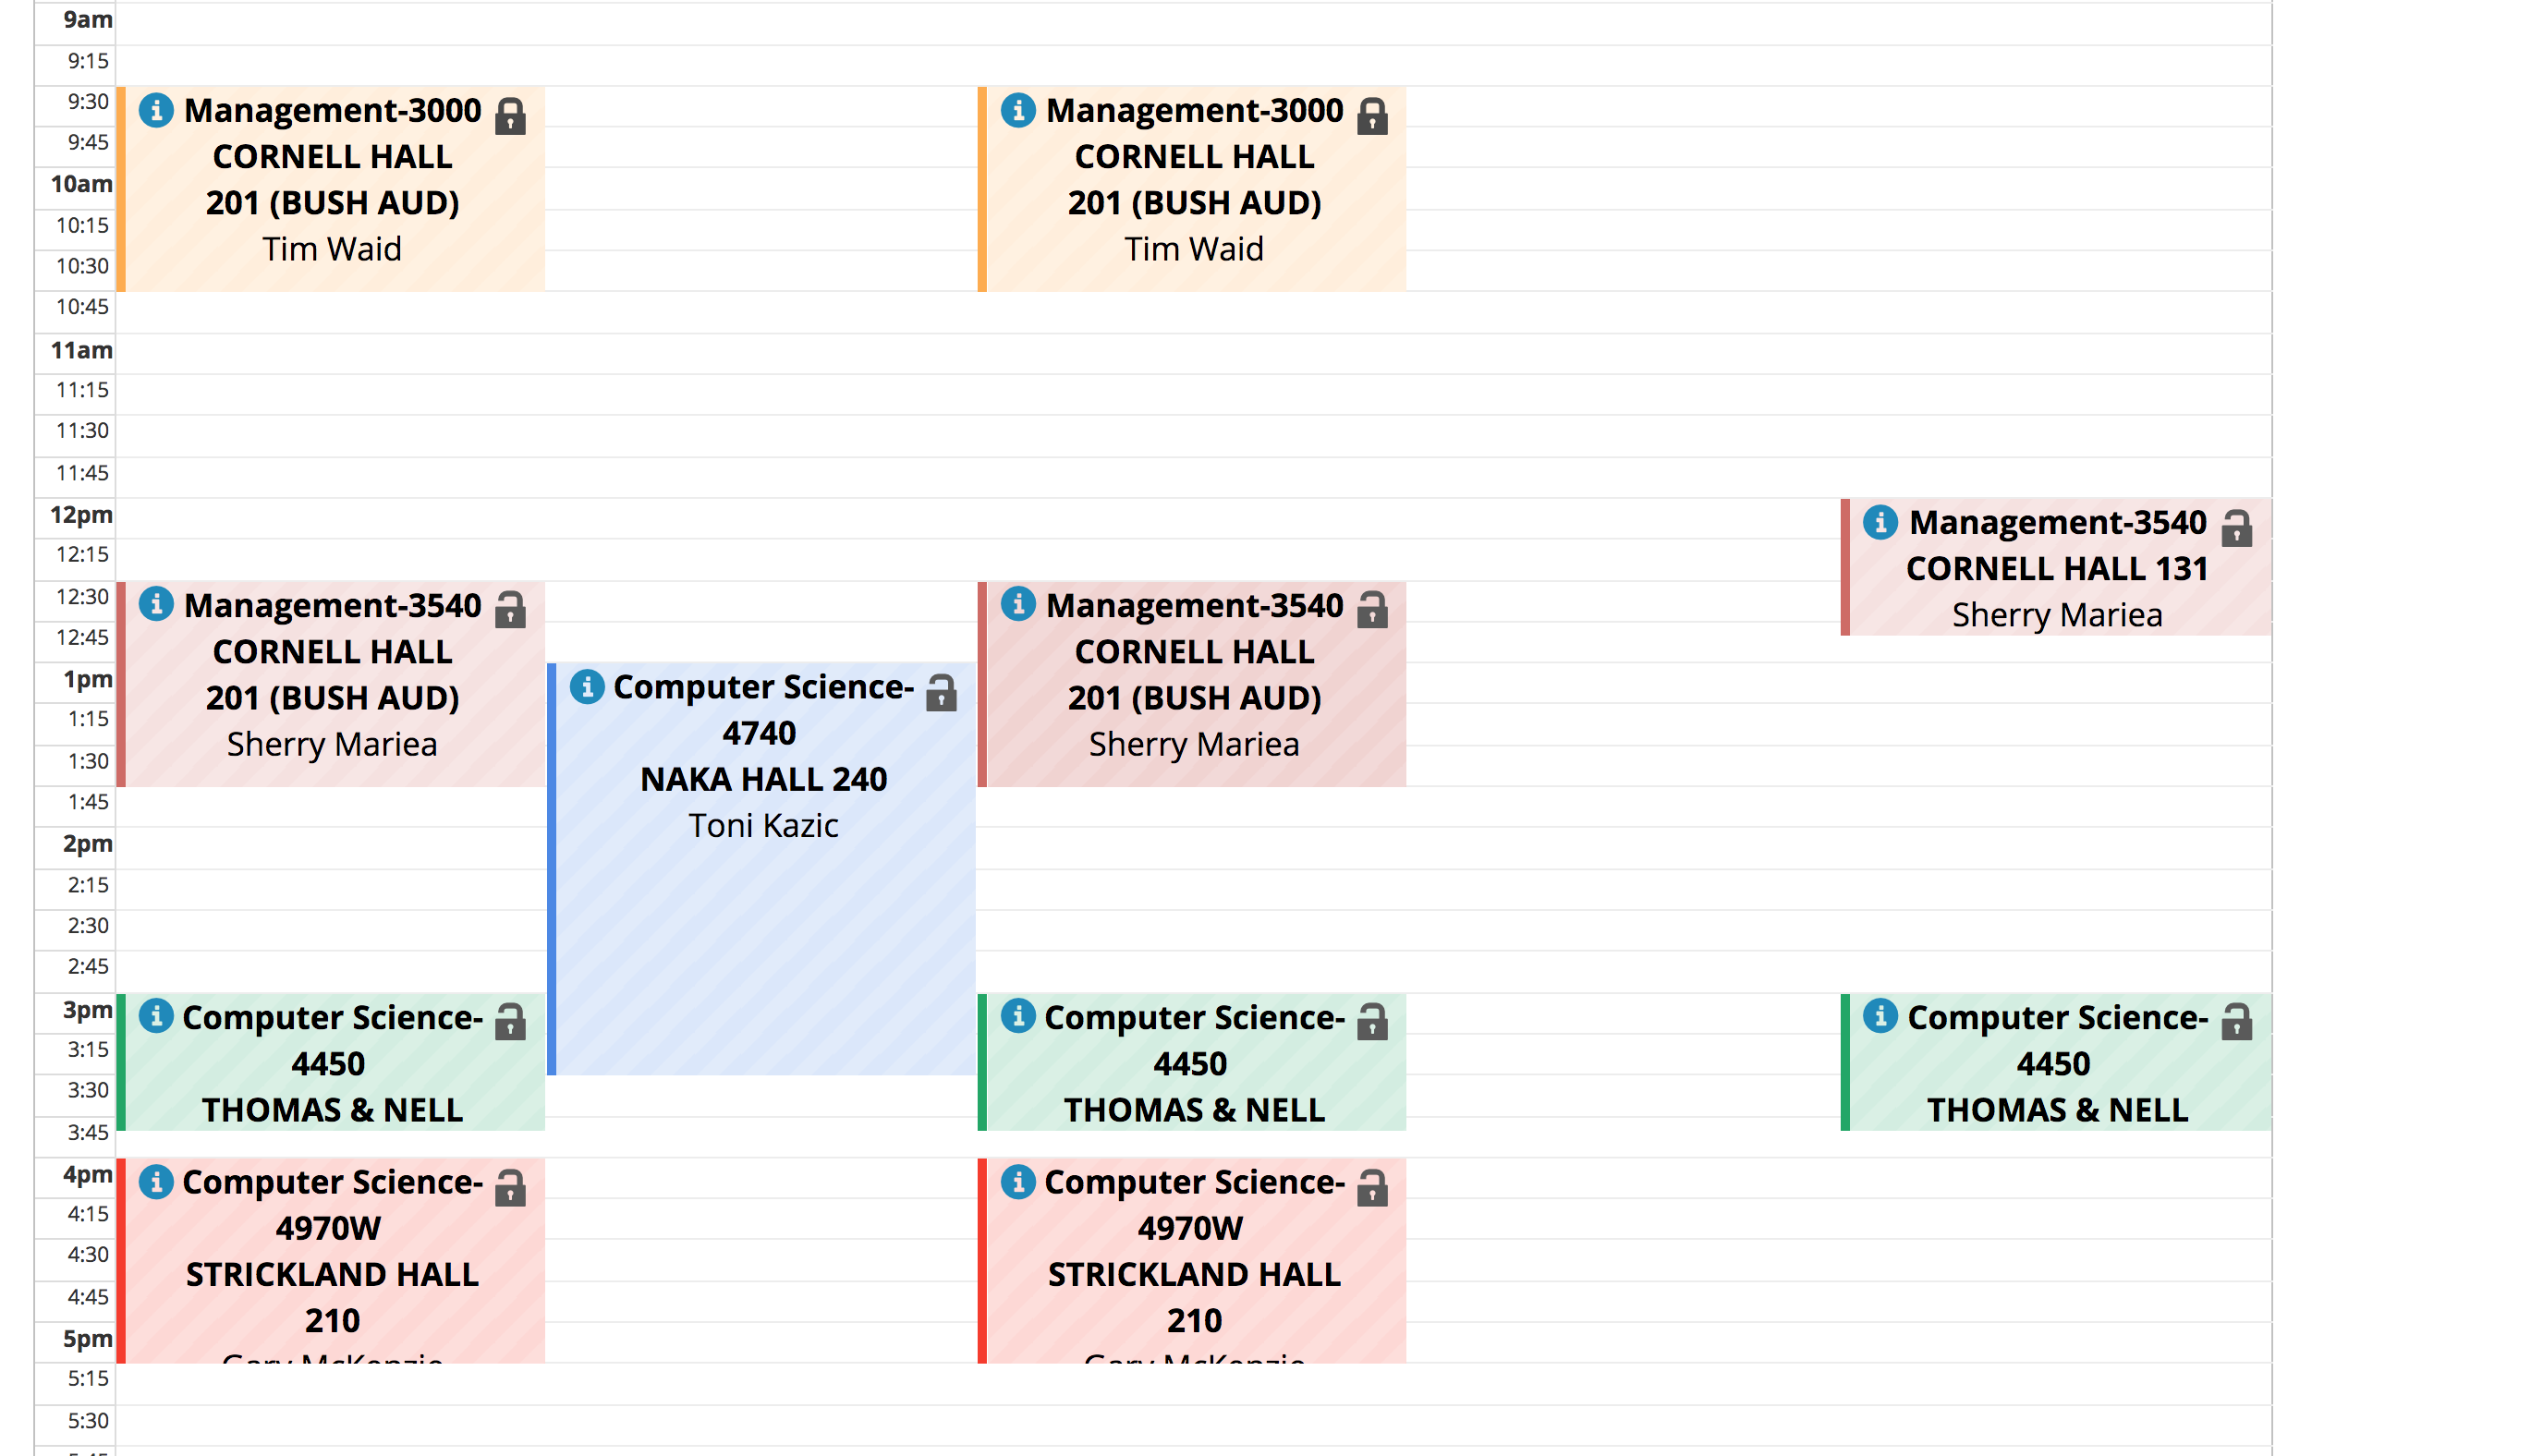 9am
9:15
9:30
9:45
10am
10:15
10:30
10:45
11am
11:15
11:30
11:45
12pm
12:15
12:30
12:45
1pm
1:15
1:30
1:45
2pm
2:15
2:30
2:45
3pm
3:15
3:30
3:45
4pm
4:15
4:30
4:45
5pm
5:15
5:30
Management-3000
CORNELL HALL
201 (BUSH AUD)
Tim Waid
Management-3540
CORNELL HALL
201 (BUSH AUD)
Sherry Mariea
Computer Science-
4450
THOMAS & NELL
Computer Science-
4970W
STRICKLAND HALL
210
Gary McKenzie
Computer Science-
4740
NAKA HALL 240
Toni Kazic
Management-3000
CORNELL HALL
201 (BUSH AUD)
Tim Waid
Management-3540
CORNELL HALL
201 (BUSH AUD)
Sherry Mariea
Computer Science-
4450
THOMAS & NELL
Computer Science-
4970W
STRICKLAND HALL
210
Gary McKenzie
Management-3540
CORNELL HALL 131
Sherry Mariea
Computer Science-
4450
THOMAS & NELL